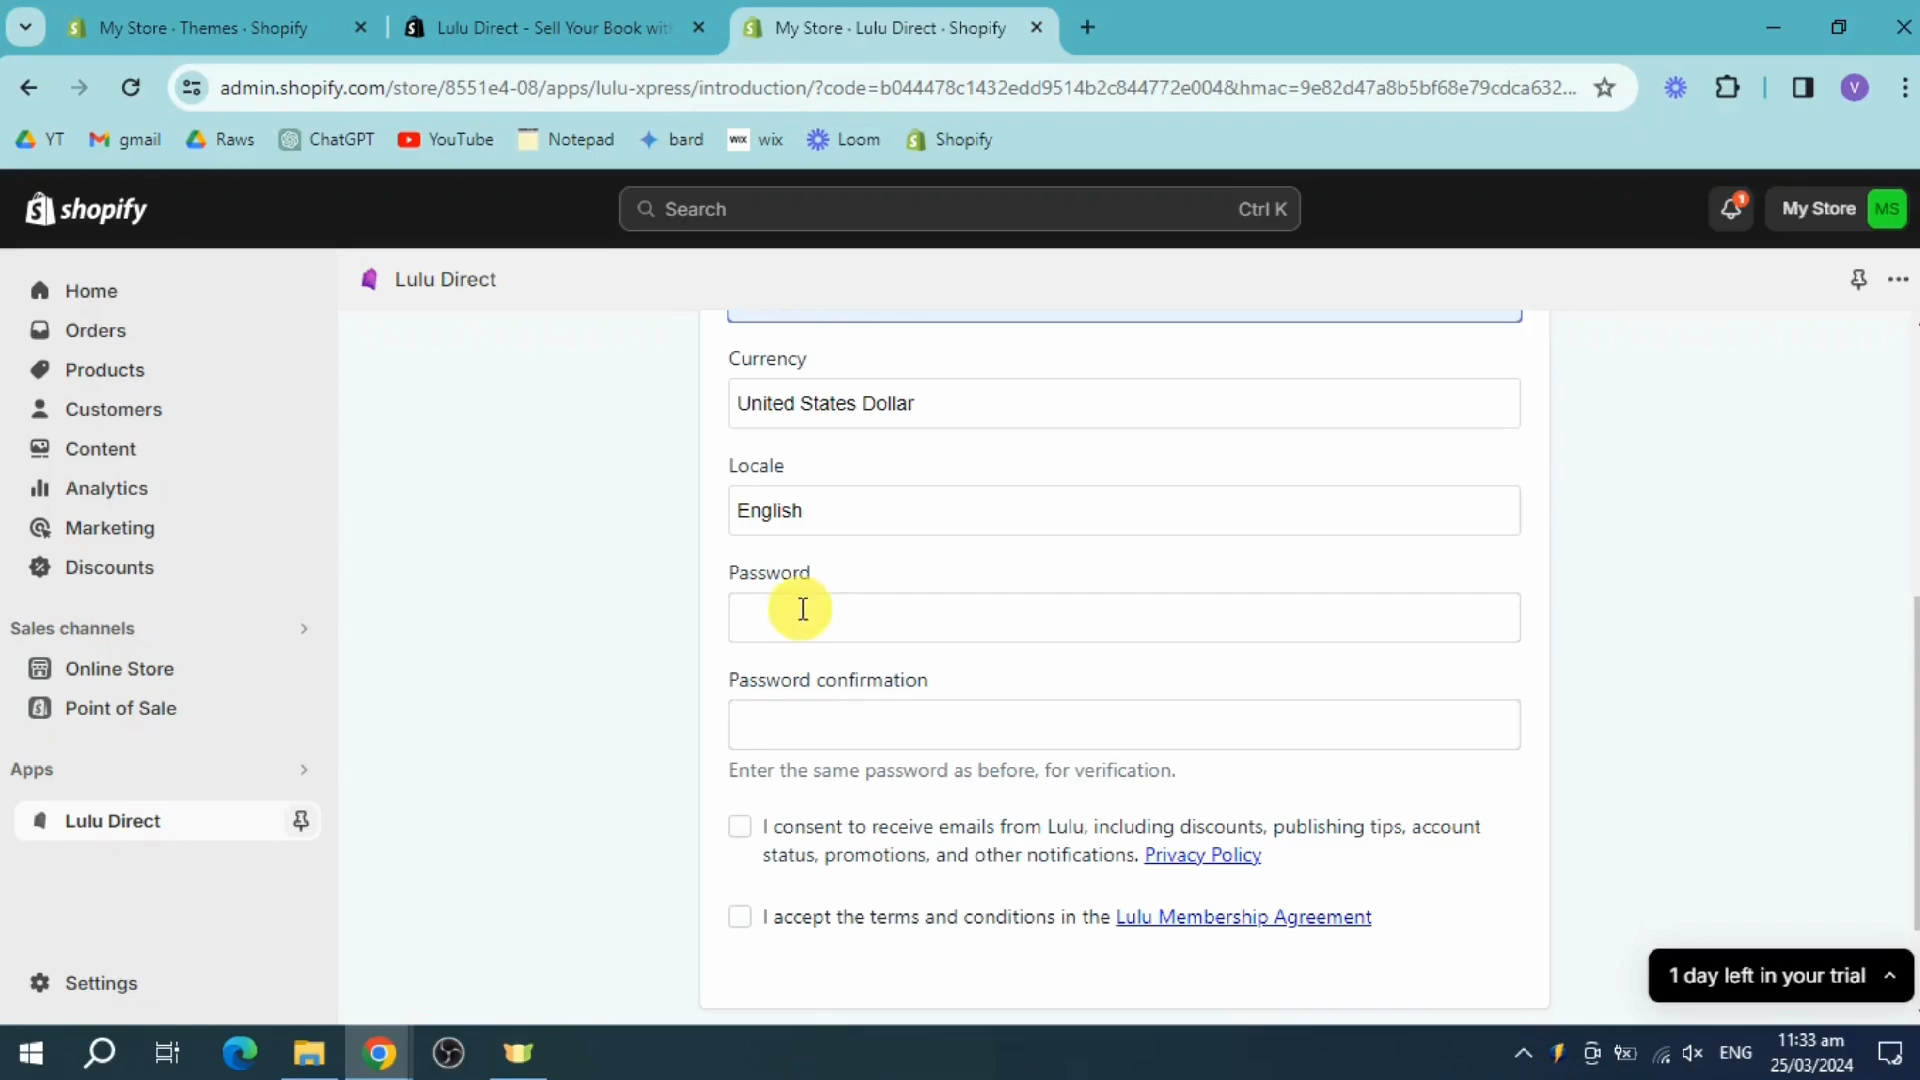 My Store · Themes · Shopify
Lulu Direct - Sell Your Book with
My Store · Lulu Direct · Shopify
admin.shopify.com/store/8551e4-08/apps/lulu-xpress/introduction/?code=b044478c1432edd9514b2c844772e004&hmac=9e82d47a8b5bf68e79cdca632...
V
YT
gmail
Raws
ChatGPT
YouTube
Notepad
bard
WIX
wix
Loom
Shopify
shopify
Search
Ctrl K
1
My Store
MS
Lulu Direct
Home
Orders
Products
Customers
Content
Analytics
Marketing
Discounts
Sales channels
Online Store
Point of Sale
Apps
Lulu Direct
Settings
Currency
United States Dollar
Locale
English
Password
Password confirmation
Enter the same password as before, for verification.
I consent to receive emails from Lulu, including discounts, publishing tips, account
status, promotions, and other notifications. Privacy Policy
I accept the terms and conditions in the Lulu Membership Agreement
1 day left in your trial
ENG
11:33 am
25/03/2024